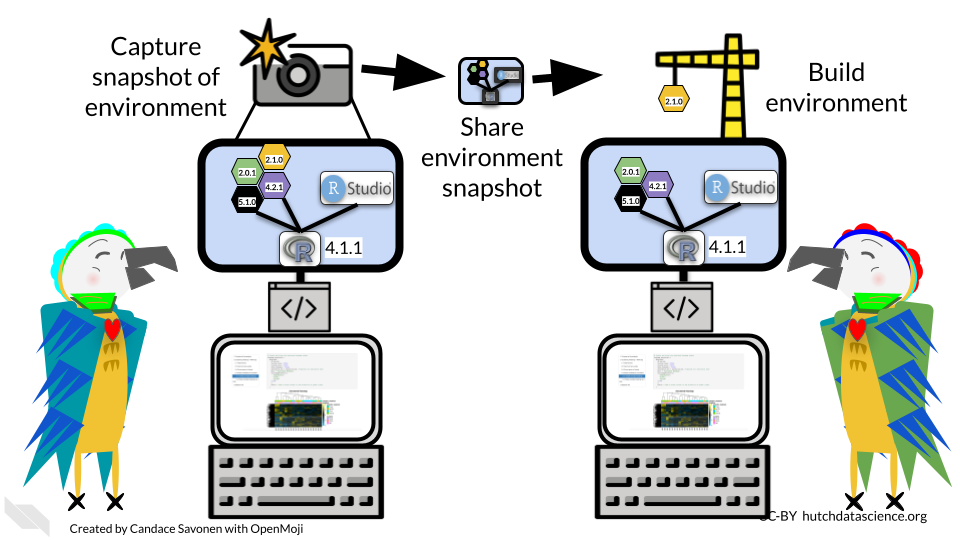 Capture
snapshot of
environment
Share
environment
snapshot
Build
environment
2.1.0
2.0.1
2.1.0
4.2.1
5.1.0
R Studio
R 4.1.1
</>
2.0.1
4.2.1
5.1.0
R Studio
R 4.1.1
</>
Created by Candace Savonen with OpenMoji
CC-BY hutchdatascience.org